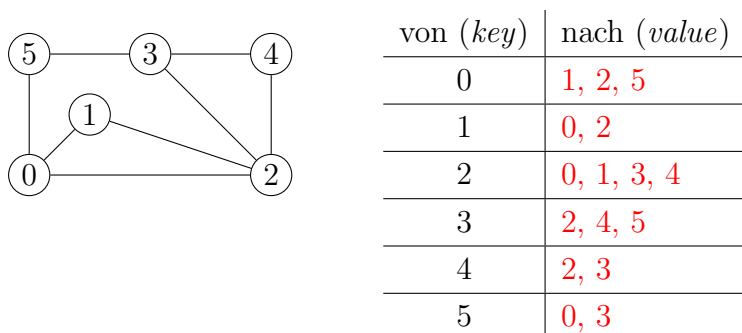 5 3 4
1
0 2
von (key) nach (value)
0 1, 2, 5
1 0, 2
2 0, 1, 3, 4
3 2, 4, 5
4 2, 3
5 0, 3